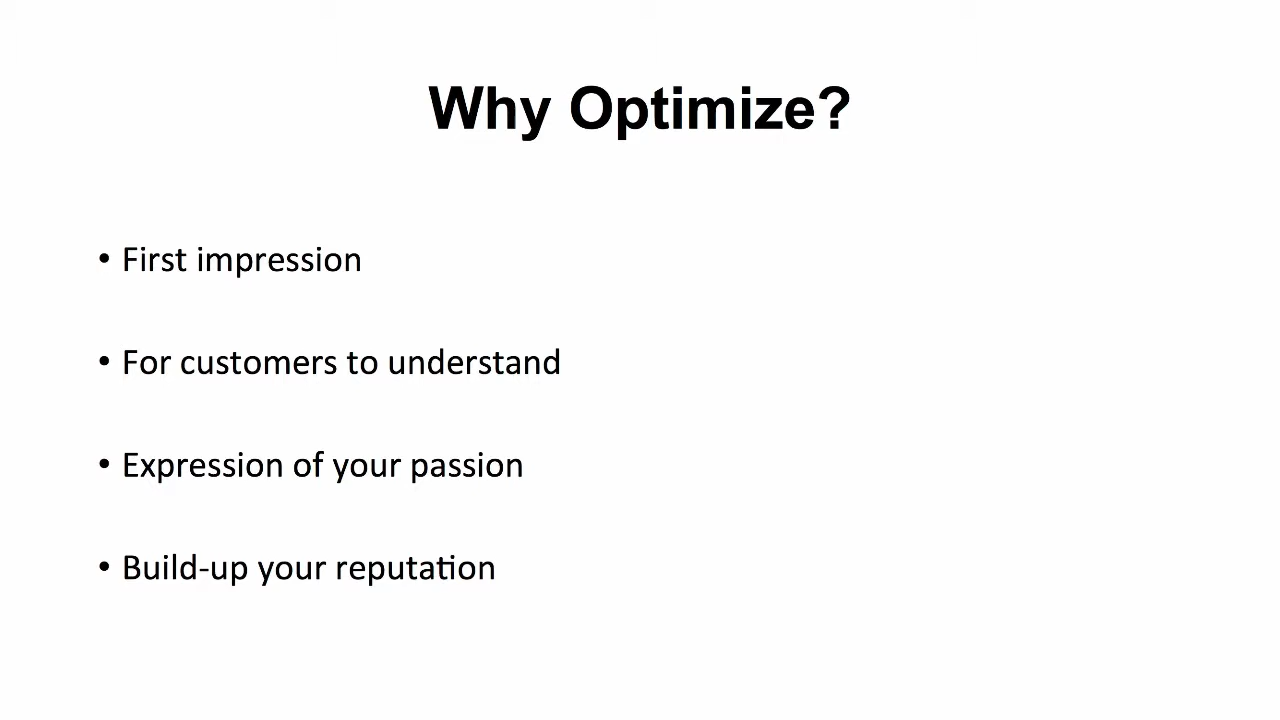 Why Optimize?
• First impression
• For customers to understand
• Expression of your passion
• Build-up your reputation